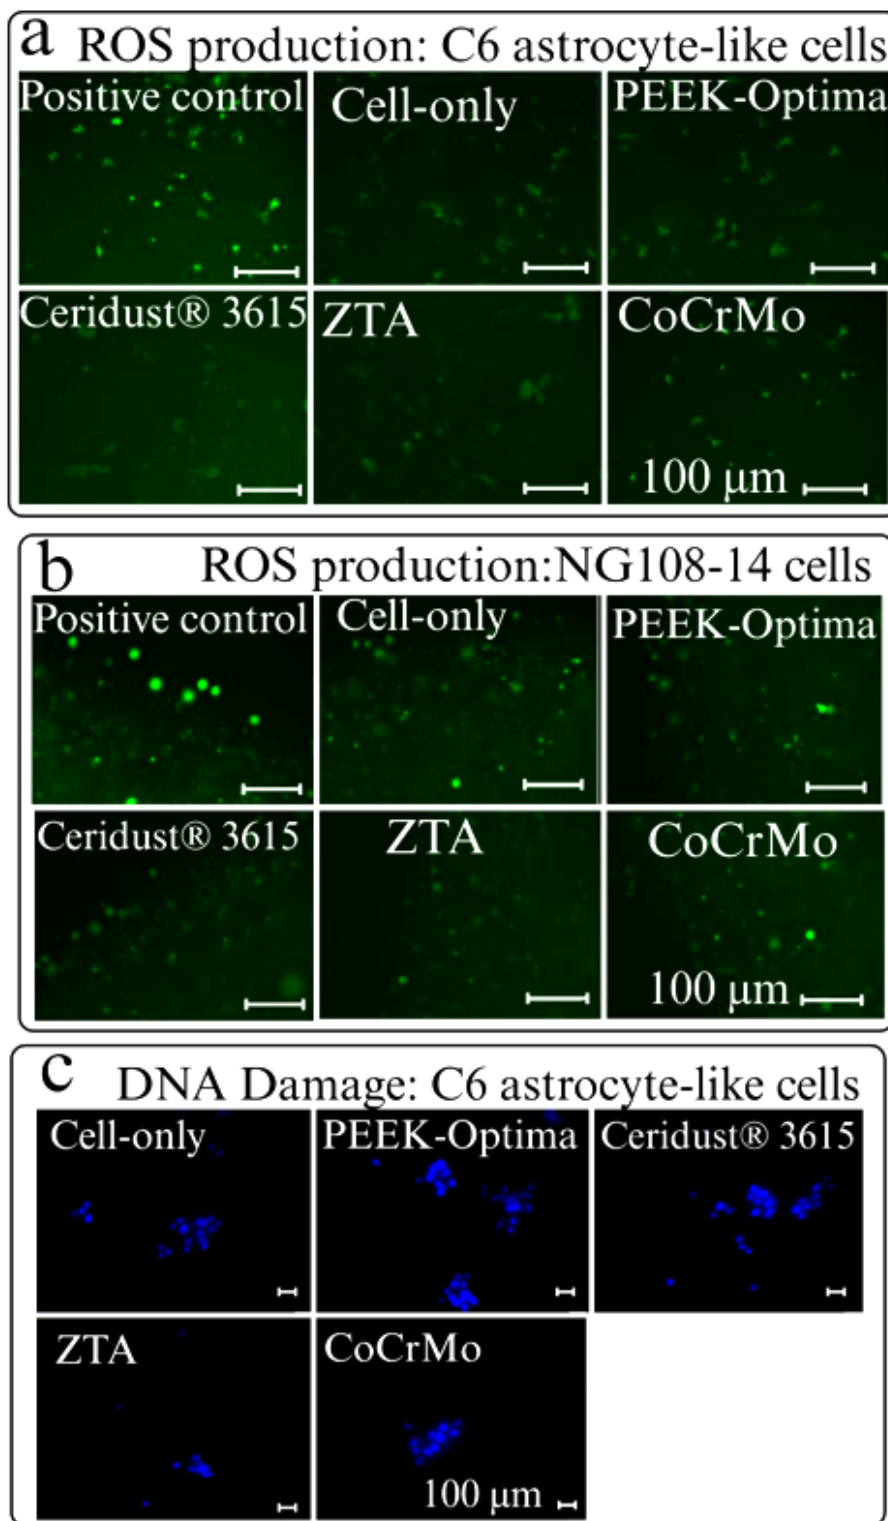 a ROS production: C6 astrocyte-like cells
Positive control Cell-only PEEK-Optima
Ceridust® 3615 ZTA CoCrMo
100 μm
b ROS production:NG108-14 cells
Positive control Cell-only PEEK-Optima
Ceridust® 3615 ZTA CoCrMo
100 μm
c DNA Damage: C6 astrocyte-like cells
Cell-only PEEK-Optima Ceridust® 3615
ZTA CoCrMo
100 μm